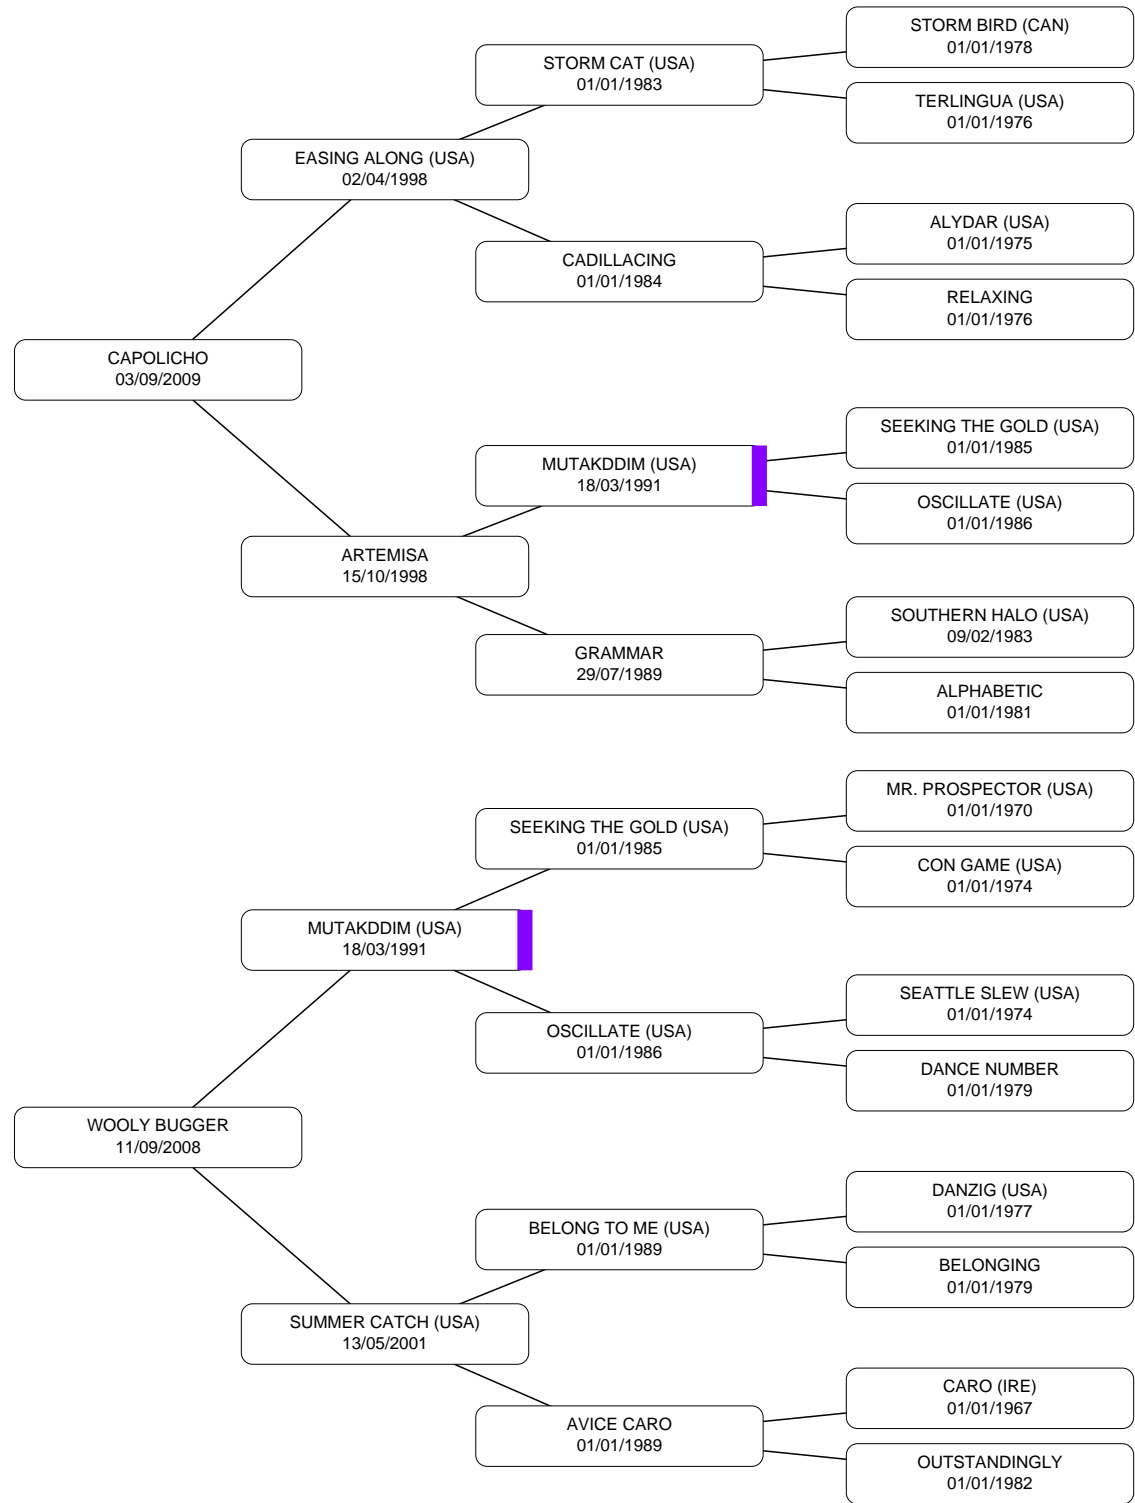 STORM BIRD (CAN)
01/01/1978
STORM CAT (USA)
01/01/1983
TERLINGUA (USA)
01/01/1976
EASING ALONG (USA)
02/04/1998
ALYDAR (USA)
01/01/1975
CADILLACING
01/01/1984
RELAXING
01/01/1976
CAPOLICHO
03/09/2009
SEEKING THE GOLD (USA)
01/01/1985
MUTAKDDIM (USA)
18/03/1991
OSCILLATE (USA)
01/01/1986
ARTEMISA
15/10/1998
SOUTHERN HALO (USA)
09/02/1983
GRAMMAR
29/07/1989
ALPHABETIC
01/01/1981
MR. PROSPECTOR (USA)
01/01/1970
SEEKING THE GOLD (USA)
01/01/1985
CON GAME (USA)
01/01/1974
MUTAKDDIM (USA)
18/03/1991
SEATTLE SLEW (USA)
01/01/1974
OSCILLATE (USA)
01/01/1986
DANCE NUMBER
01/01/1979
WOOLY BUGGER
11/09/2008
DANZIG (USA)
01/01/1977
BELONG TO ME (USA)
01/01/1989
BELONGING
01/01/1979
SUMMER CATCH (USA)
13/05/2001
CARO (IRE)
01/01/1967
AVICE CARO
01/01/1989
OUTSTANDINGLY
01/01/1982